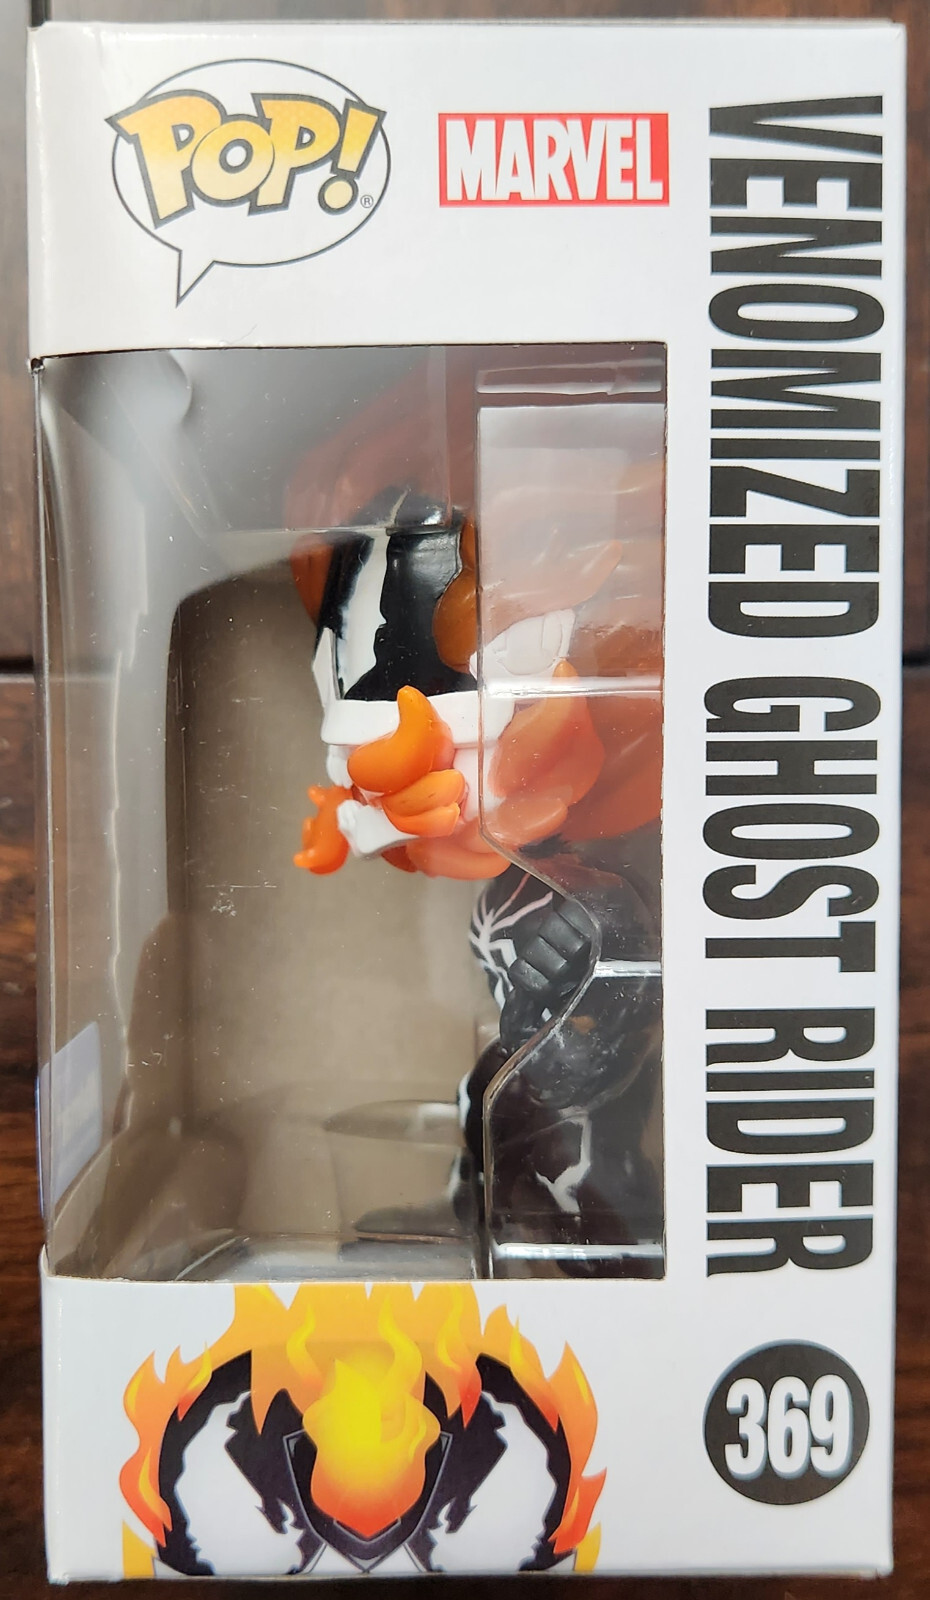 POP!®
MARVEL
VENOMIZED GHOST RIDER
369